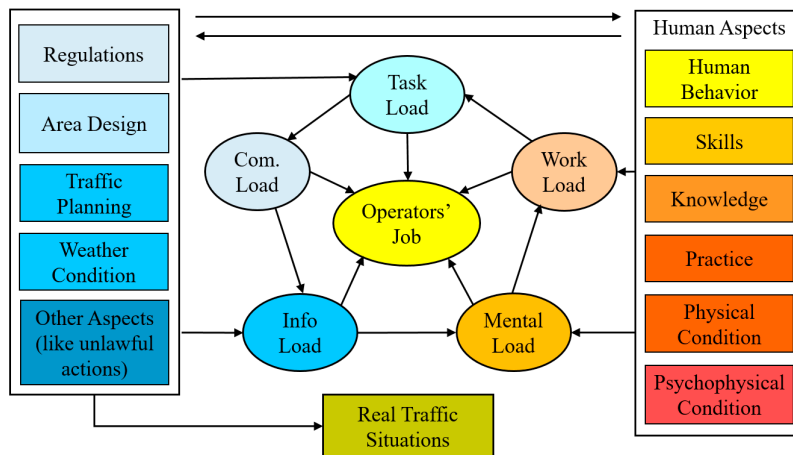 Regulations
Area Design
Traffic
Planning
Weather
Condition
Other Aspects
(like unlawful
actions)
Task
Load
Com.
Load
Work
Load
Operators’
Job
Info
Load
Mental
Load
Real Traffic
Situations
Human Aspects
Human
Behavior
Skills
Knowledge
Practice
Physical
Condition
Psychophysical
Condition